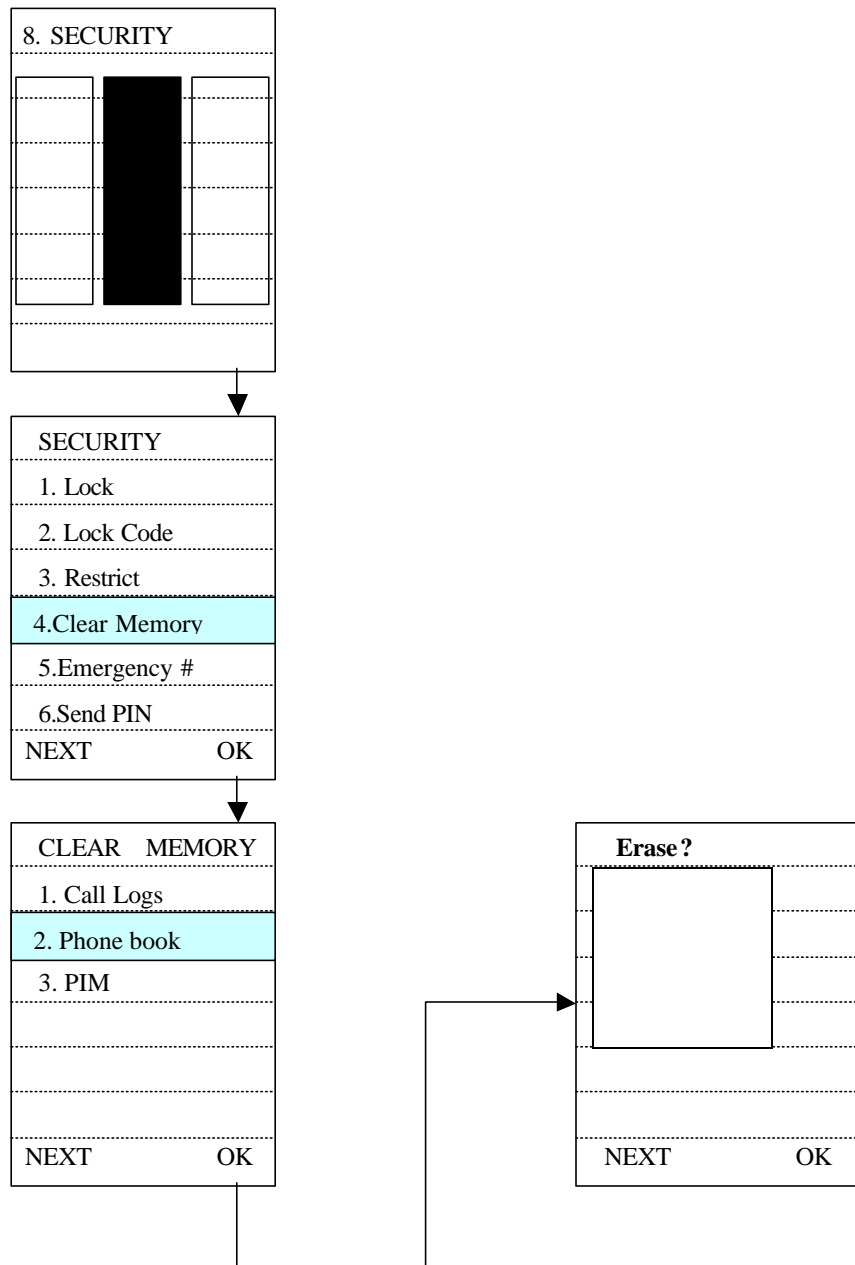 8. SECURITY
SECURITY
1. Lock
2. Lock Code
3. Restrict
4.Clear Memory
5.Emergency #
6.Send PIN
NEXT OK
CLEAR MEMORY
1. Call Logs
2. Phone book
3. PIM
NEXT OK
Erase?
NEXT OK